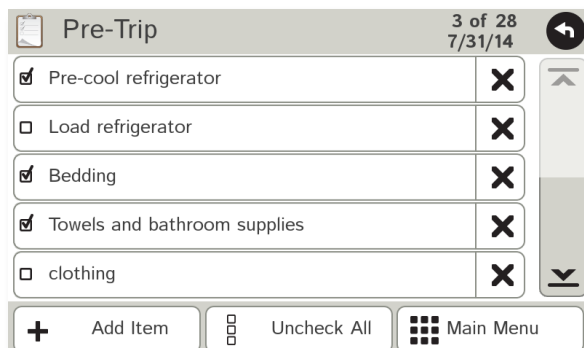 Pre-Trip
3 of 28
7/31/14
Pre-cool refrigerator
Load refrigerator
Bedding
Towels and bathroom supplies
clothing
Add Item
Uncheck All
Main Menu